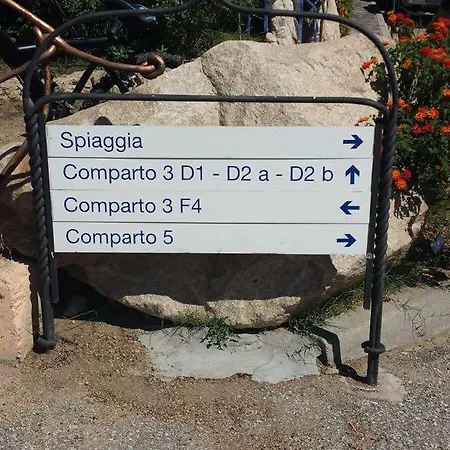 Spiaggia →
Comparto 3 D1 - D2 a - D2 b ↑
Comparto 3 F4 ←
Comparto 5 →